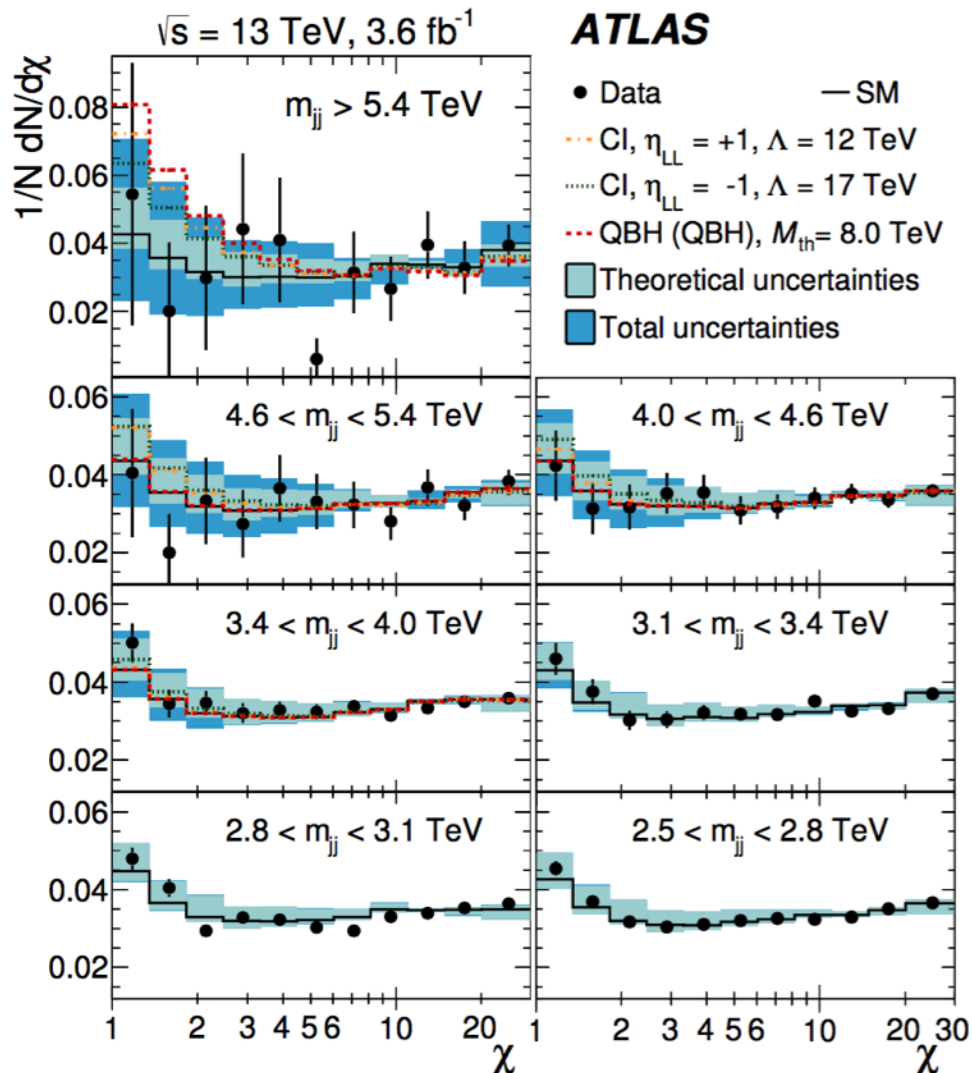 √s = 13 TeV, 3.6 fb⁻¹
ATLAS
1/N dN/dχ
m_jj > 5.4 TeV
Data
SM
CI, η_LL = +1, Λ = 12 TeV
CI, η_LL = -1, Λ = 17 TeV
QBH (QBH), M_th = 8.0 TeV
Theoretical uncertainties
Total uncertainties
0.08
0.06
0.04
0.02
4.6 < m_jj < 5.4 TeV
4.0 < m_jj < 4.6 TeV
0.06
0.04
0.02
3.4 < m_jj < 4.0 TeV
3.1 < m_jj < 3.4 TeV
0.06
0.04
0.02
2.8 < m_jj < 3.1 TeV
2.5 < m_jj < 2.8 TeV
0.06
0.04
0.02
1 2 3 4 5 6 10 20
1 2 3 4 5 6 10 20 30
χ
χ